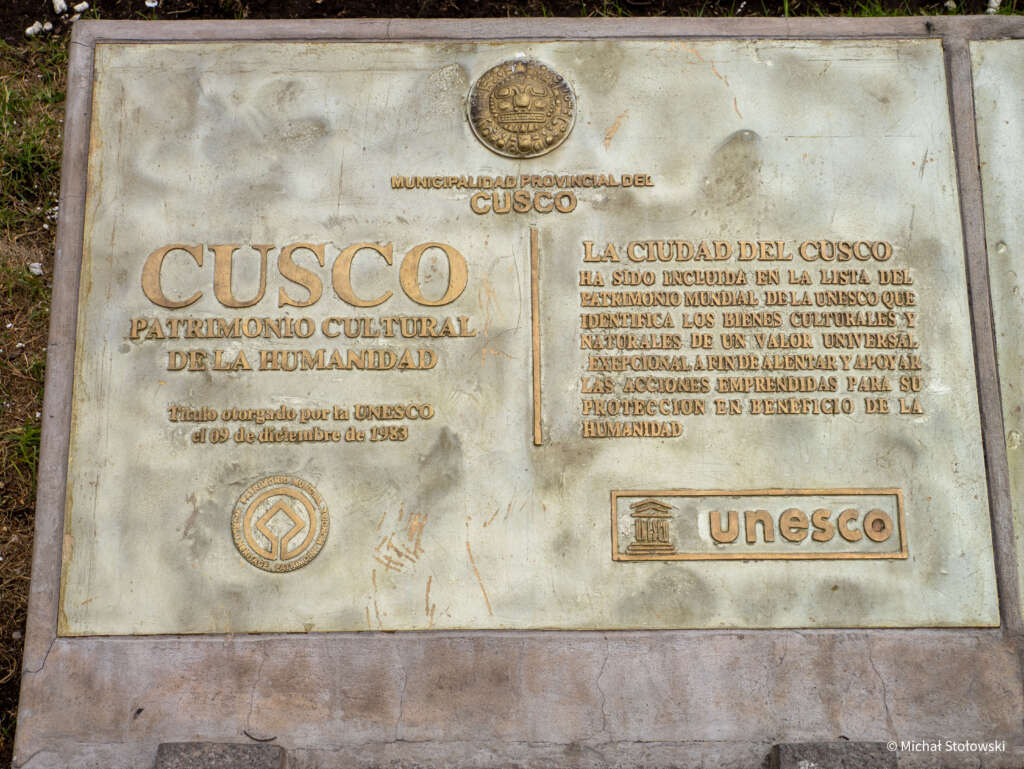 MUNICIPALIDAD PROVINCIAL DEL
CUSCO
CUSCO
PATRIMONIO CULTURAL
DE LA HUMANIDAD
Título otorgado por la UNESCO
el 09 de diciembre de 1983
LA CIUDAD DEL CUSCO
HA SIDO INCLUIDA EN LA LISTA DEL
PATRIMONIO MUNDIAL DE LA UNESCO QUE
IDENTIFICA LOS BIENES CULTURALES Y
NATURALES DE UN VALOR UNIVERSAL
EXEPCIONAL A FIN DE ALENTAR Y APOYAR
LAS ACCIONES EMPRENDIDAS PARA SU
PROTECCION EN BENEFICIO DE LA
HUMANIDAD
unesco
© Michał Stołowski